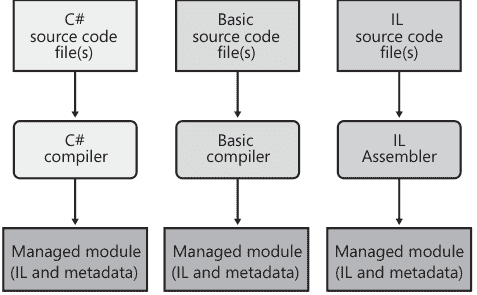 C#
source code
file(s)
Basic
source code
file(s)
IL
source code
file(s)
C#
compiler
Basic
compiler
IL
Assembler
Managed module
(IL and metadata)
Managed module
(IL and metadata)
Managed module
(IL and metadata)